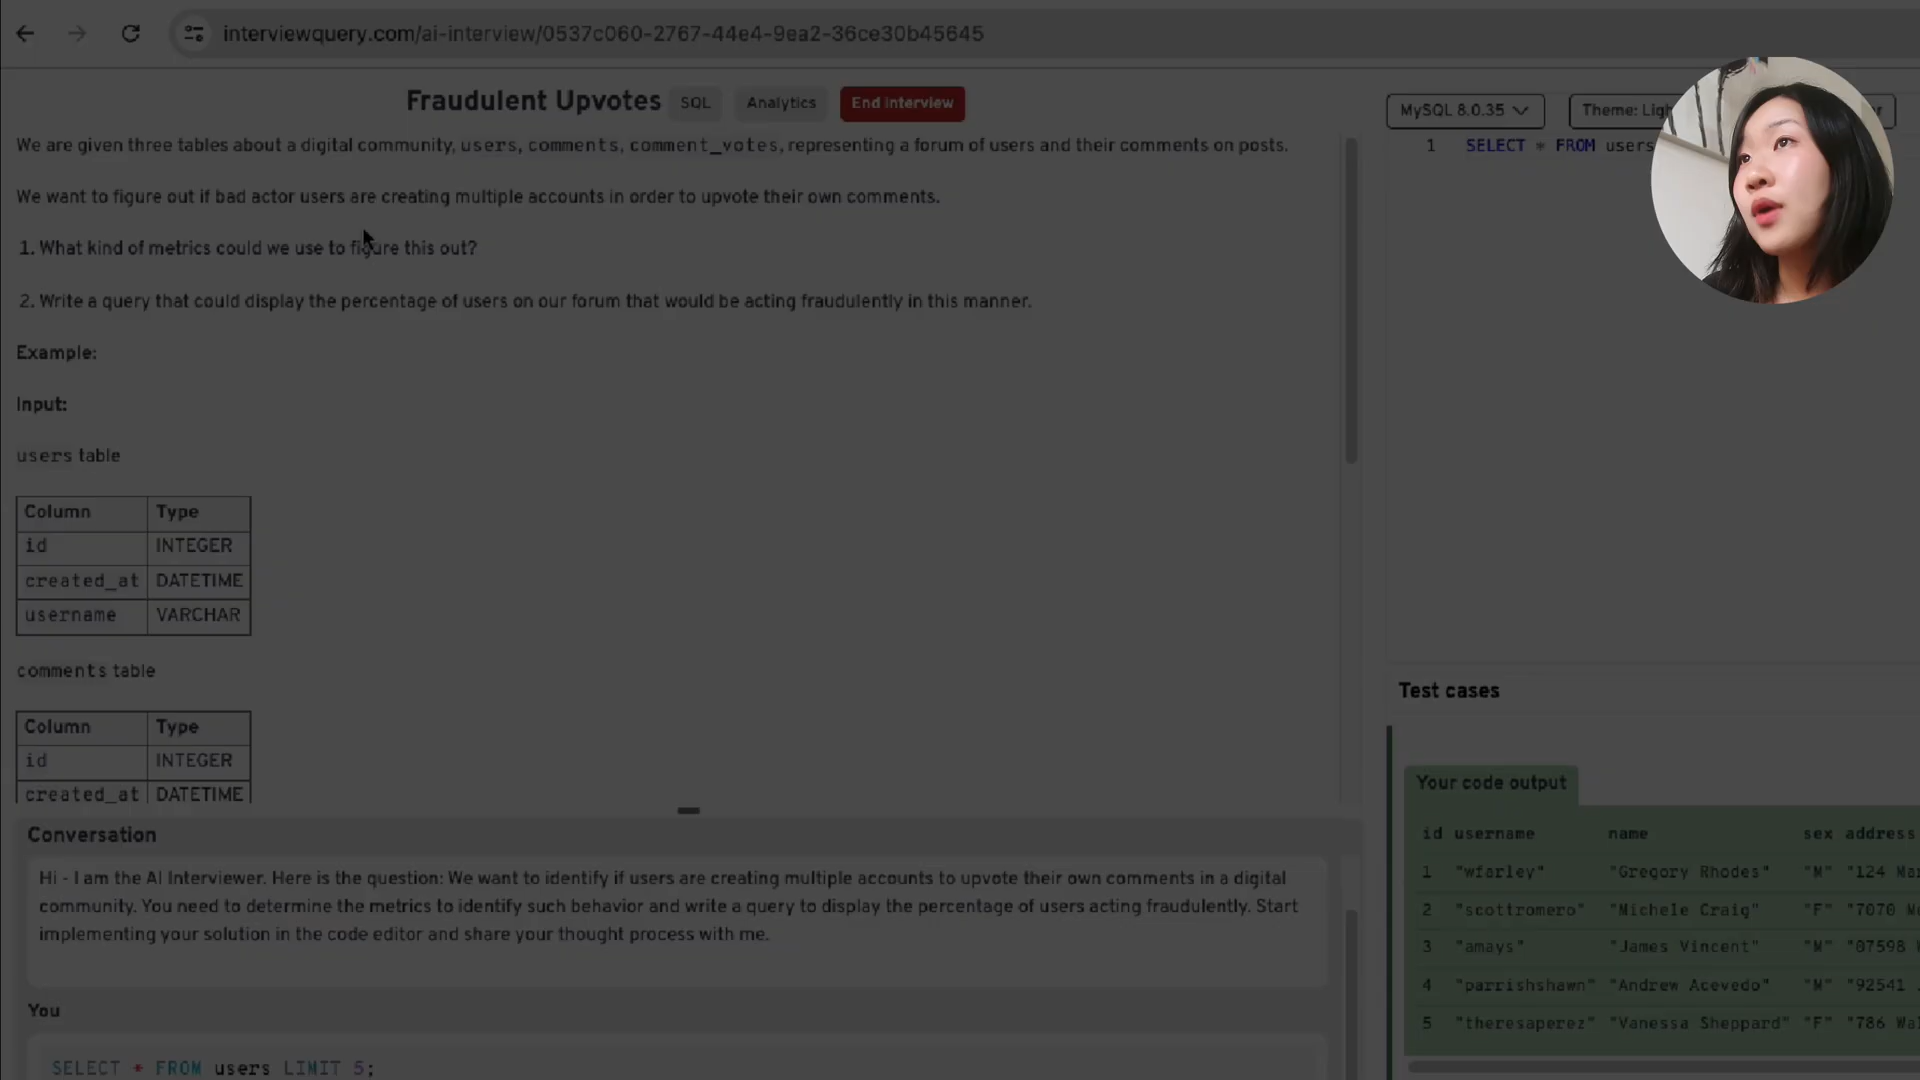 interviewquery.com/ai-interview/0537c060-2767-44e4-9ea2-36ce30b45645
Fraudulent Upvotes SQL Analytics End Interview
We are given three tables about a digital community, users, comments, comment_votes, representing a forum of users and their comments on posts.
We want to figure out if bad actor users are creating multiple accounts in order to upvote their own comments.
1. What kind of metrics could we use to figure this out?
2. Write a query that could display the percentage of users on our forum that would be acting fraudulently in this manner.
Example:
Input:
users table
Column Type
id INTEGER
created_at DATETIME
username VARCHAR
comments table
Column Type
id INTEGER
created_at DATETIME
Conversation
Hi - I am the AI Interviewer. Here is the question: We want to identify if users are creating multiple accounts to upvote their own comments in a digital
community. You need to determine the metrics to identify such behavior and write a query to display the percentage of users acting fraudulently. Start
implementing your solution in the code editor and share your thought process with me.
You
SELECT * FROM users LIMIT 5;
MySQL 8.0.35 Theme:
1 SELECT * FROM users
Test cases
Your code output
id username name sex address
1 "wfarley" "Gregory Rhodes" "M" "124
2 "scottromero" "Michele Craig" "F" "7070
3 "amays" "James Vincent" "M" "07598
4 "parrishshawn" "Andrew Acevedo" "M" "92541
5 "theresaperez" "Vanessa Sheppard" "F" "786